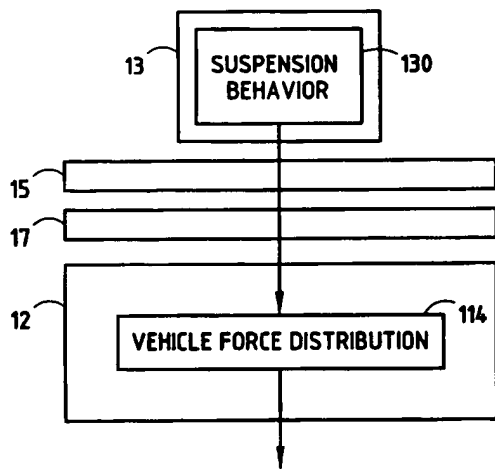 13
SUSPENSION
BEHAVIOR
130
15
17
12
114
VEHICLE FORCE DISTRIBUTION